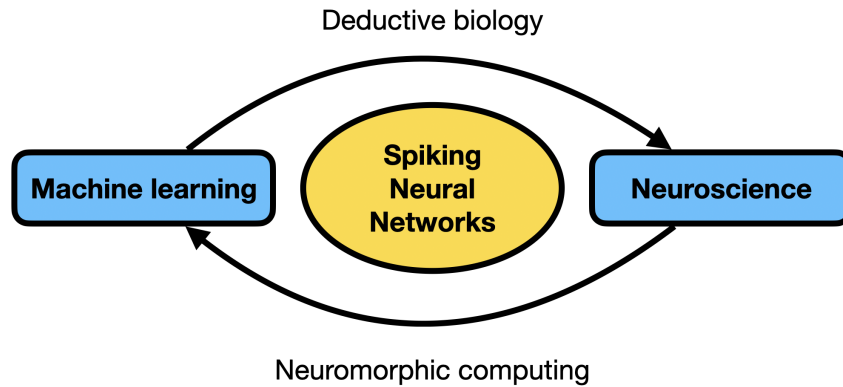 Deductive biology
Machine learning
Spiking
Neural
Networks
Neuroscience
Neuromorphic computing